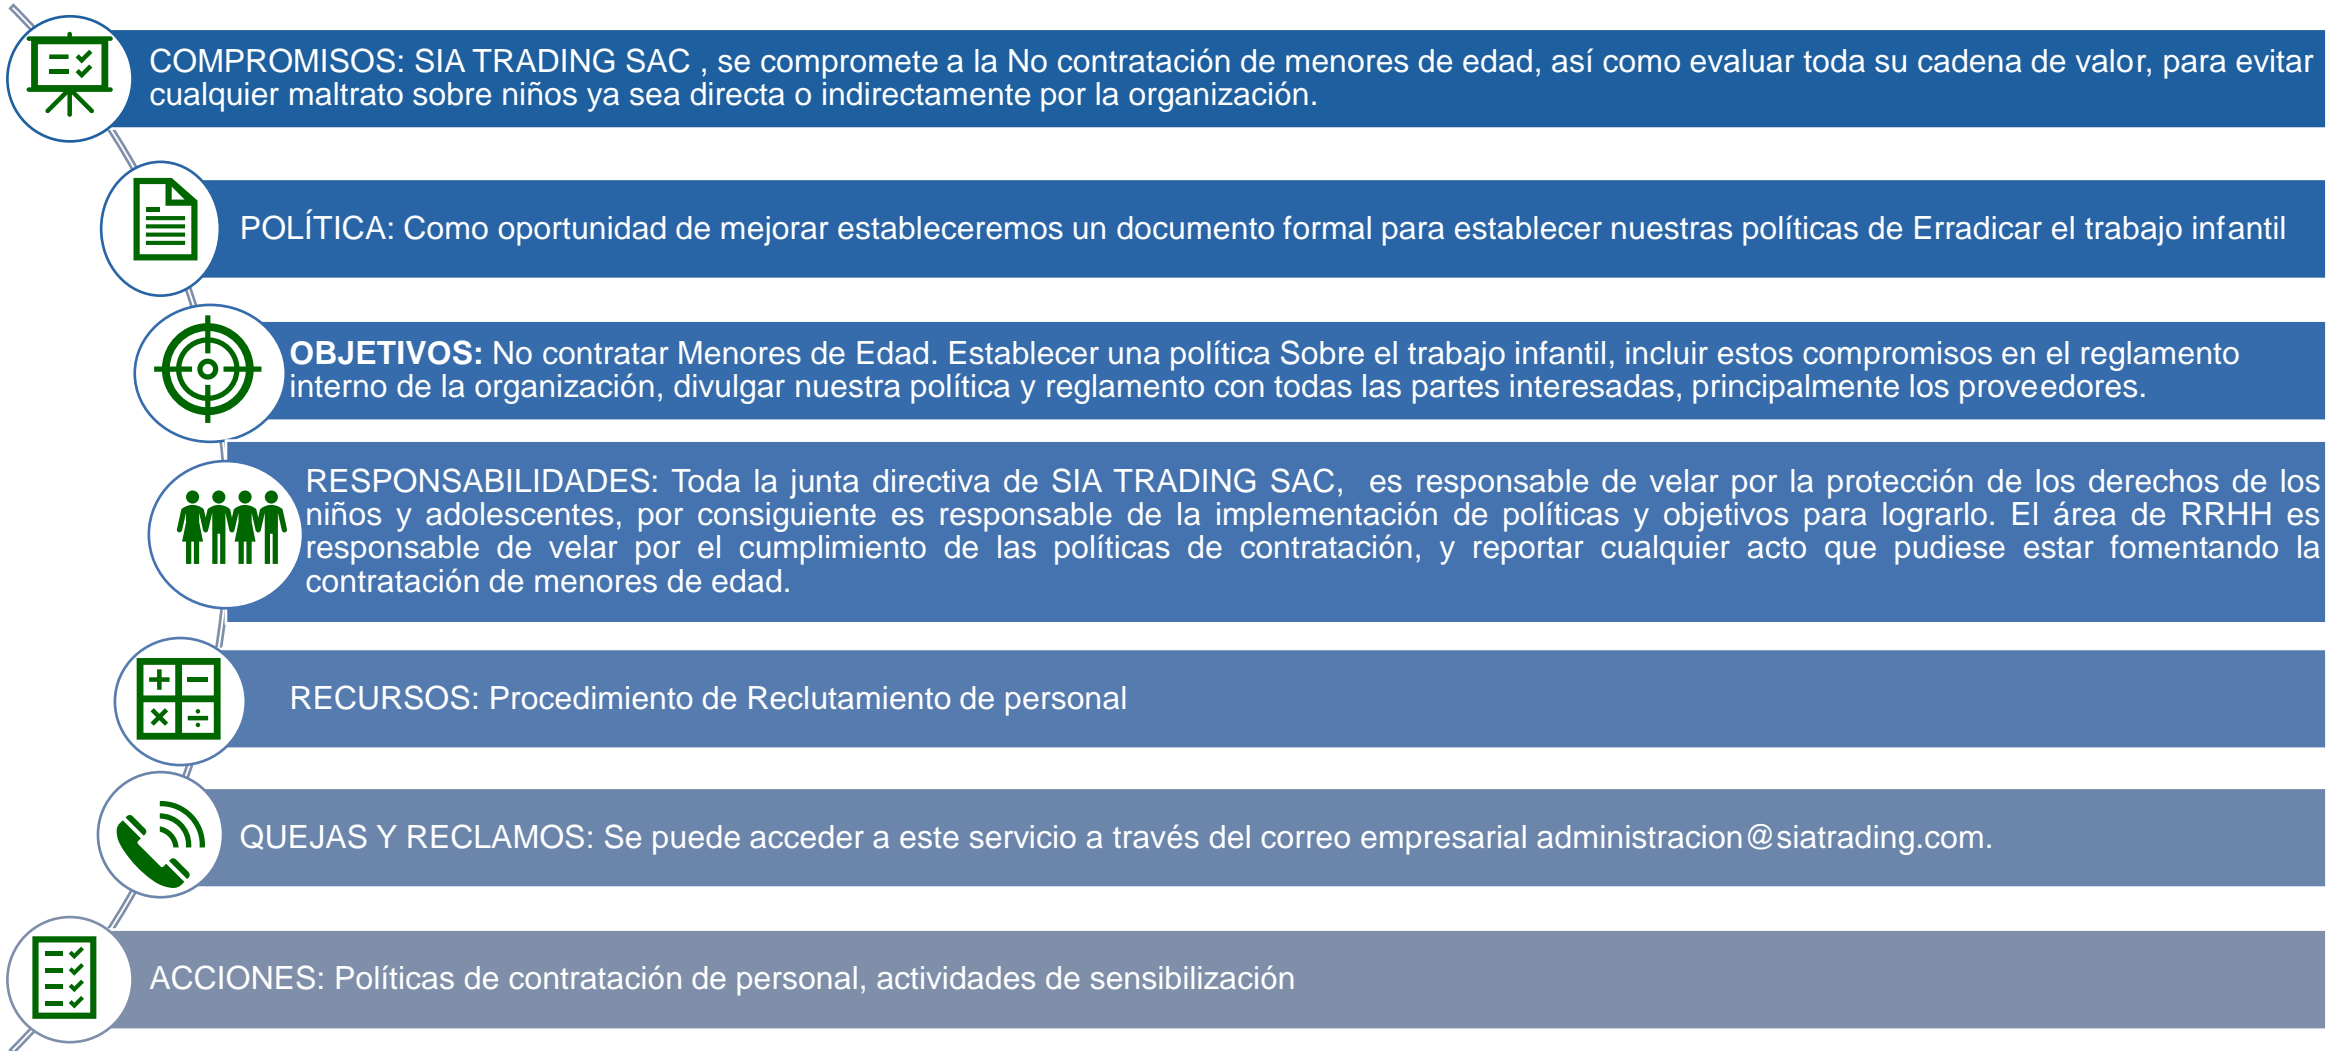 COMPROMISOS: SIA TRADING SAC , se compromete a la No contratación de menores de edad, así como evaluar toda su cadena de valor, para evitar
cualquier maltrato sobre niños ya sea directa o indirectamente por la organización.
POLÍTICA: Como oportunidad de mejorar estableceremos un documento formal para establecer nuestras políticas de Erradicar el trabajo infantil
OBJETIVOS: No contratar Menores de Edad. Establecer una política Sobre el trabajo infantil, incluir estos compromisos en el reglamento
interno de la organización, divulgar nuestra política y reglamento con todas las partes interesadas, principalmente los proveedores.
RESPONSABILIDADES: Toda la junta directiva de SIA TRADING SAC, es responsable de velar por la protección de los derechos de los
niños y adolescentes, por consiguiente es responsable de la implementación de políticas y objetivos para lograrlo. El área de RRHH es
responsable de velar por el cumplimiento de las políticas de contratación, y reportar cualquier acto que pudiese estar fomentando la
contratación de menores de edad.
RECURSOS: Procedimiento de Reclutamiento de personal
QUEJAS Y RECLAMOS: Se puede acceder a este servicio a través del correo empresarial administracion@siatrading.com.
ACCIONES: Políticas de contratación de personal, actividades de sensibilización